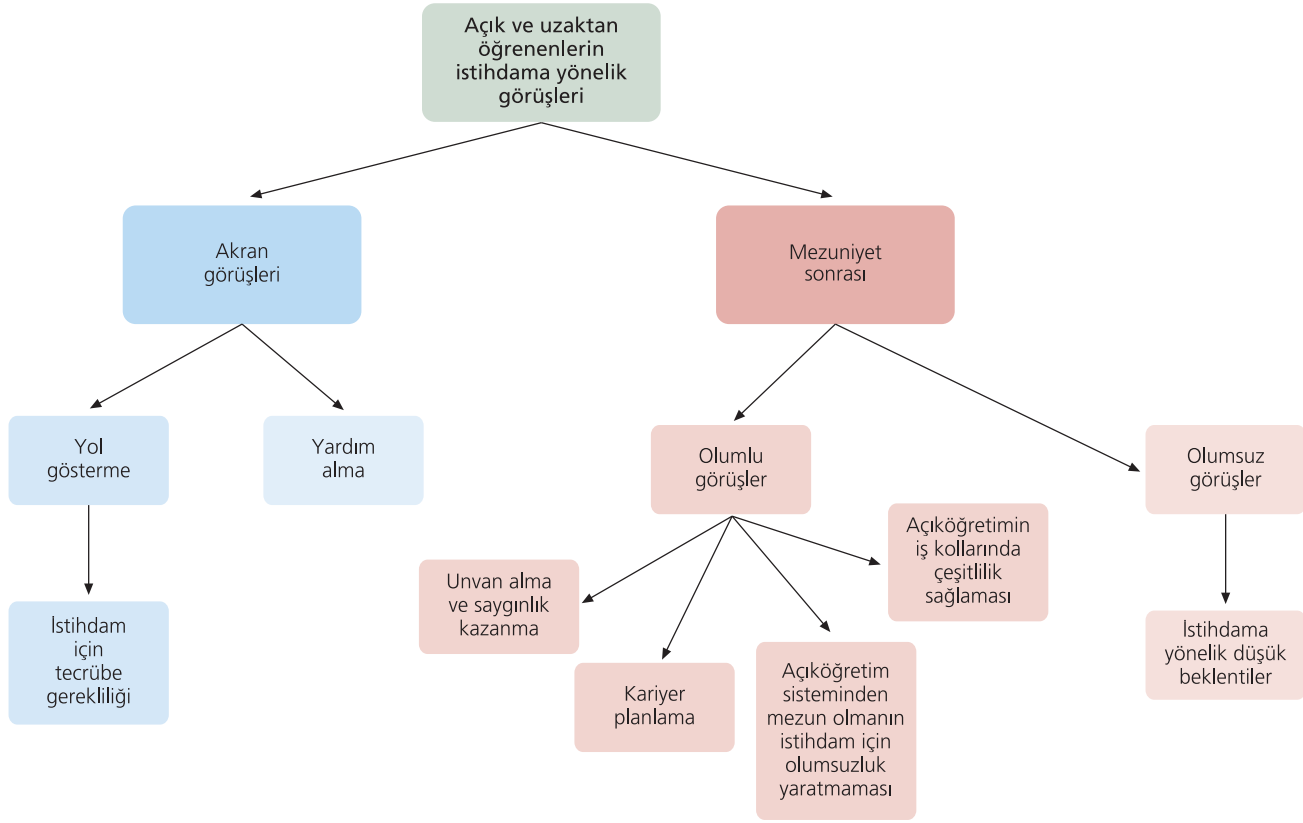 Açık ve uzaktan
öğrenenlerin
istihdama yönelik
görüşleri
Akran
görüşleri
Mezuniyet
sonrası
Yol
gösterme
Yardım
alma
Olumlu
görüşler
Olumsuz
görüşler
İstihdam
için
tecrübe
gerekliliği
Unvan alma
ve saygınlık
kazanma
Kariyer
planlama
Açıköğretim
sisteminden
mezun olmanın
istihdam için
olumsuzluk
yaratmaması
Açıköğretimin
iş kollarında
çeşitlilik
sağlaması
İstihdama
yönelik düşük
beklentiler